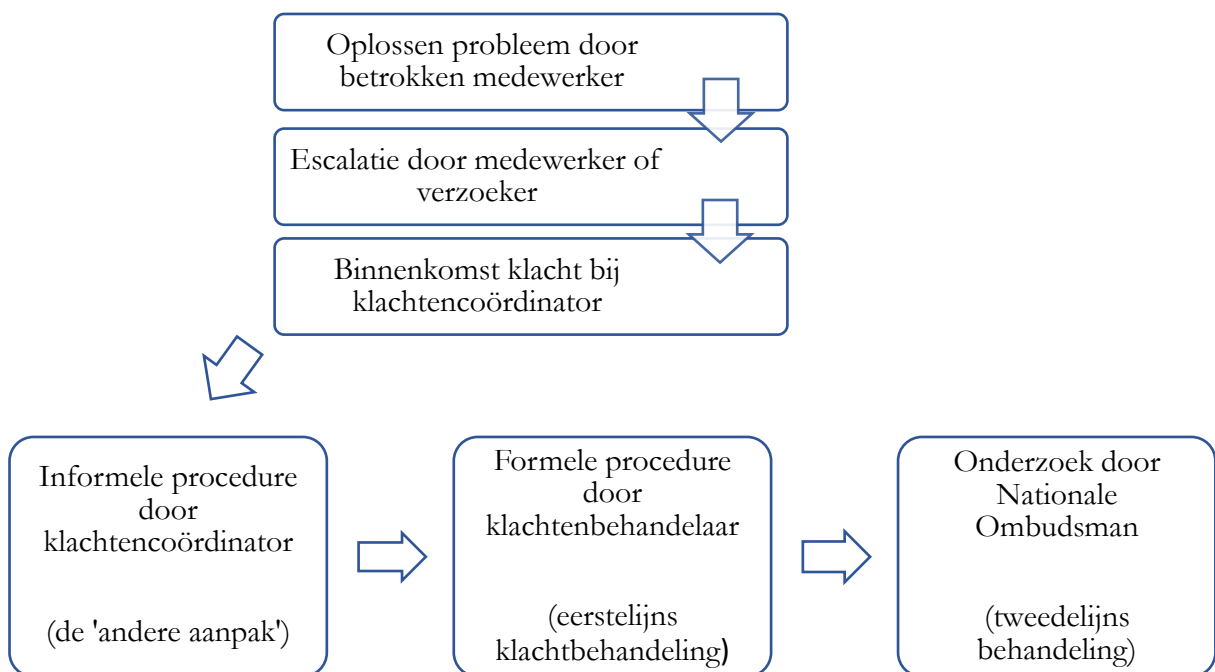 Oplossen probleem door
betrokken medewerker
Escalatie door medewerker of
verzoeker
Binnenkomst klacht bij
klachtencoördinator
Informele procedure
door
klachtencoördinator
(de 'andere aanpak')
Formele procedure
door
klachtenbehandelaar
(eerstelijns
klachtbehandeling)
Onderzoek door
Nationale
Ombudsman
(tweedelijns
behandeling)